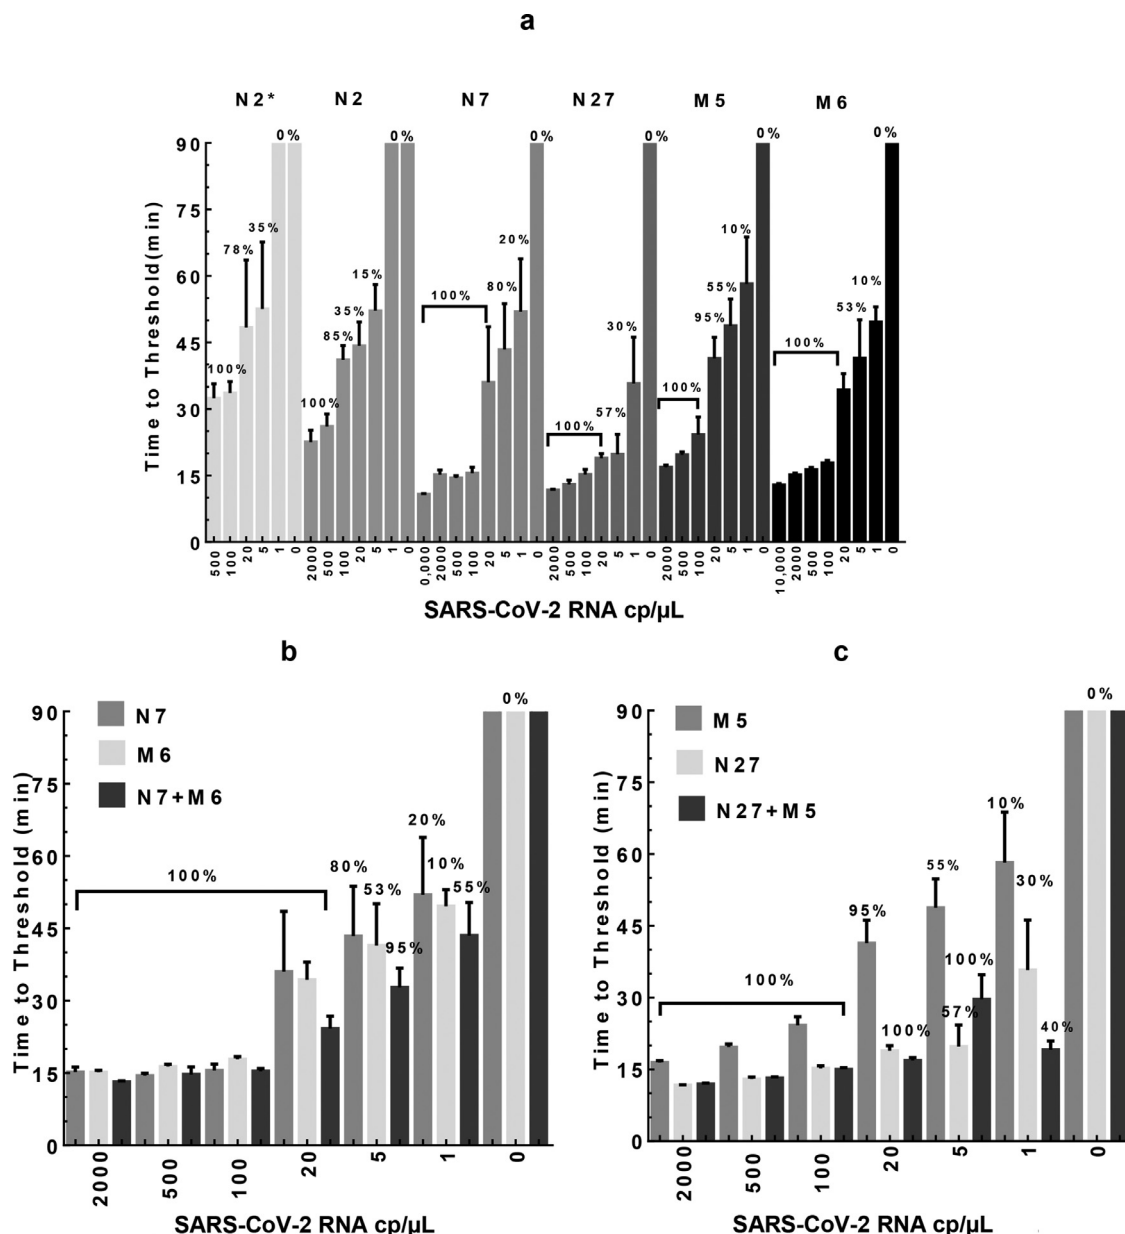 a
N2* N2 N7 N27 M5 M6
0% 0% 0% 0% 0% 0%
90
75
60
45
30
15
0
Time to Threshold(min)
100% 78% 35%
100% 85% 35% 15%
100% 80% 20%
100% 57% 30%
100% 95% 55% 10%
100% 53% 10%
500 100 20 5 1 0 2000 500 100 20 5 1 0 0,000 2000 500 100 20 5 1 0 2000 500 100 20 5 1 0 2000 500 100 20 5 1 0 10,000 2000 500 100 20 5 1 0
SARS-CoV-2 RNA cp/µL
b
N7
M6
N7+M6
0%
90
75
60
45
30
15
0
Time to Threshold (min)
100% 80% 53% 95% 20% 10% 55%
2000 500 100 20 5 1 0
SARS-CoV-2 RNA cp/µL
c
M5
N27
N27+M5
0%
90
75
60
45
30
15
0
Time to Threshold (min)
100% 95% 100% 55% 57% 100% 10% 30% 40%
2000 500 100 20 5 1 0
SARS-CoV-2 RNA cp/µL